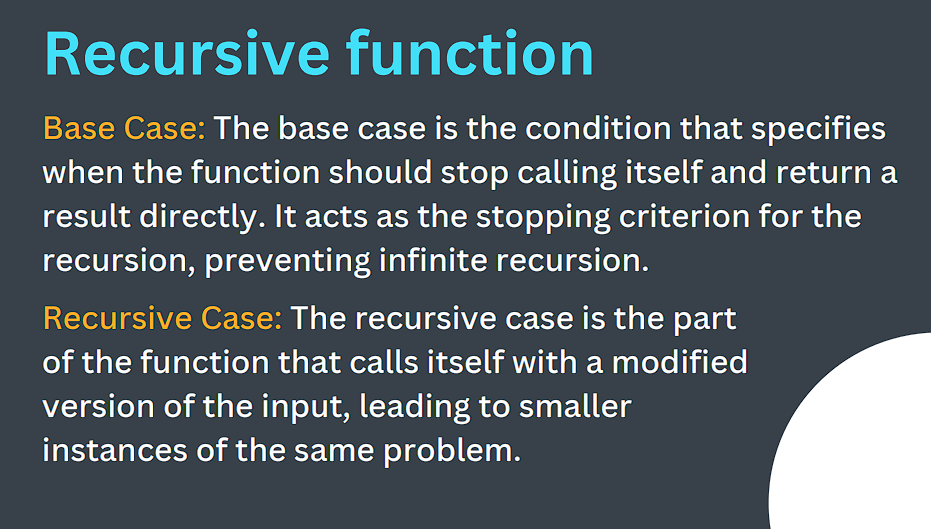 Recursive function
Base Case: The base case is the condition that specifies
when the function should stop calling itself and return a
result directly. It acts as the stopping criterion for the
recursion, preventing infinite recursion.
Recursive Case: The recursive case is the part
of the function that calls itself with a modified
version of the input, leading to smaller
instances of the same problem.